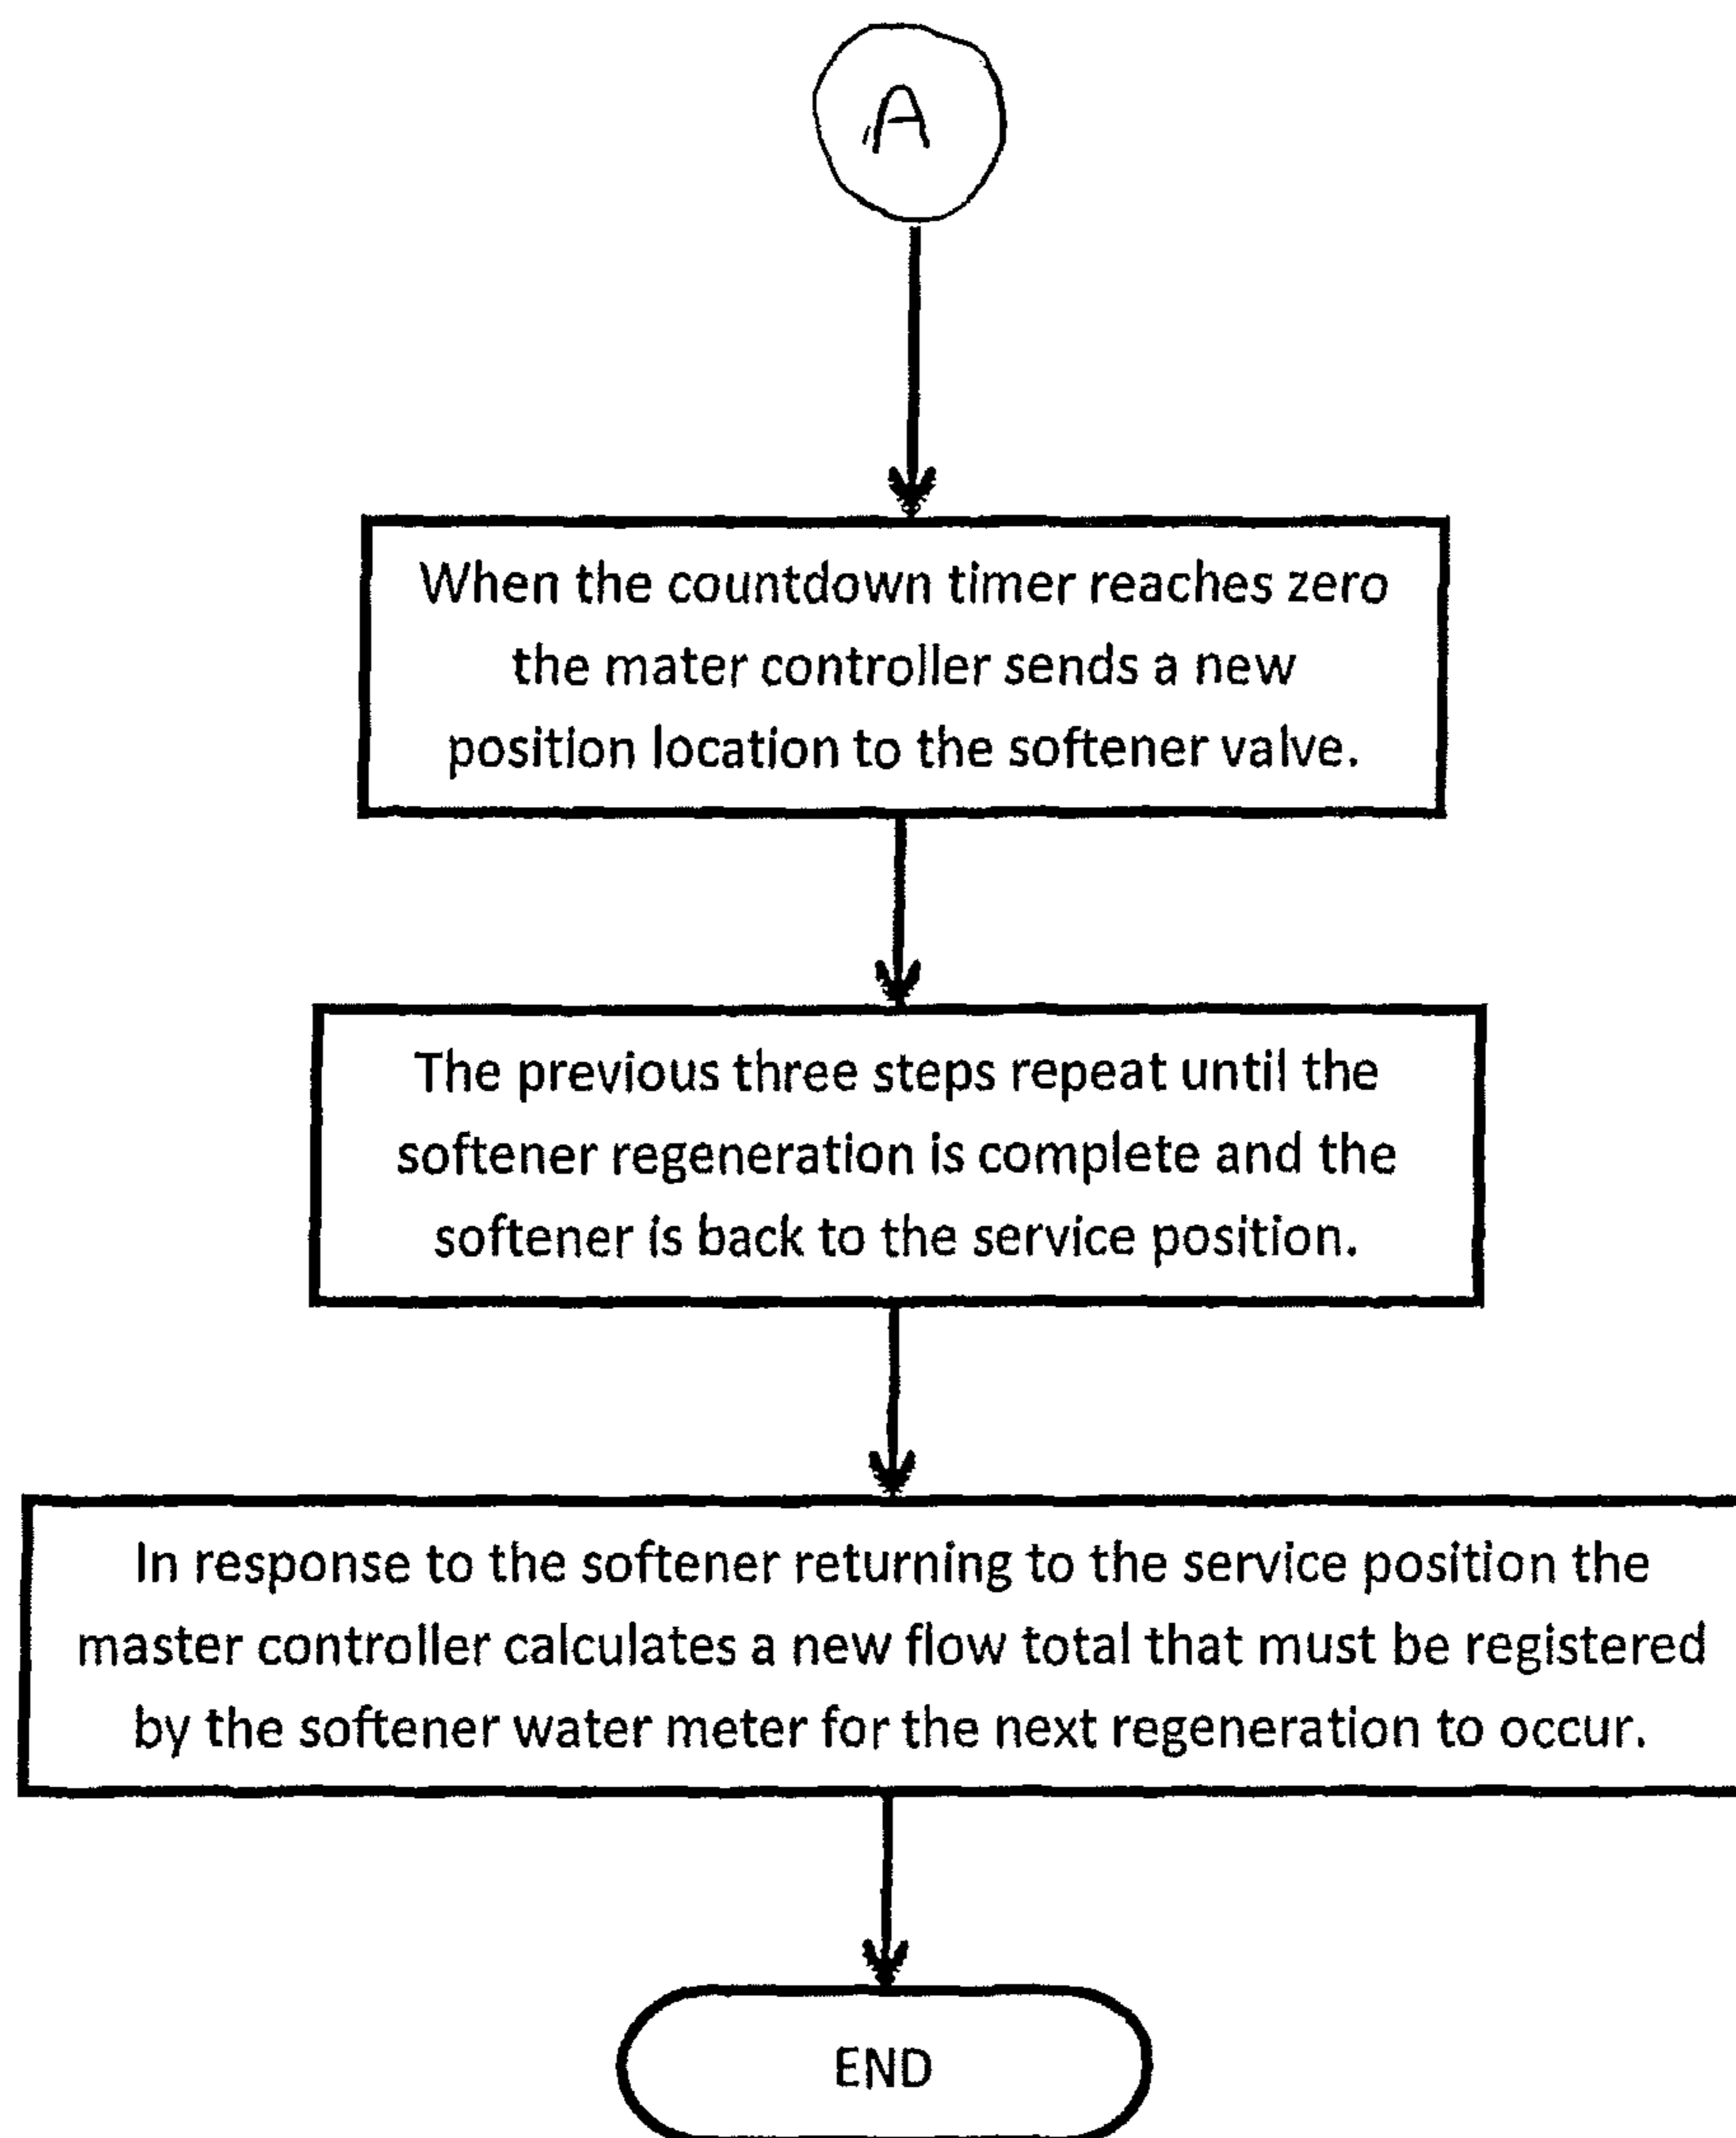 A
When the countdown timer reaches zero
the mater controller sends a new
position location to the softener valve.
The previous three steps repeat until the
softener regeneration is complete and the
softener is back to the service position.
In response to the softener returning to the service position the
master controller calculates a new flow total that must be registered
by the softener water meter for the next regeneration to occur.
END